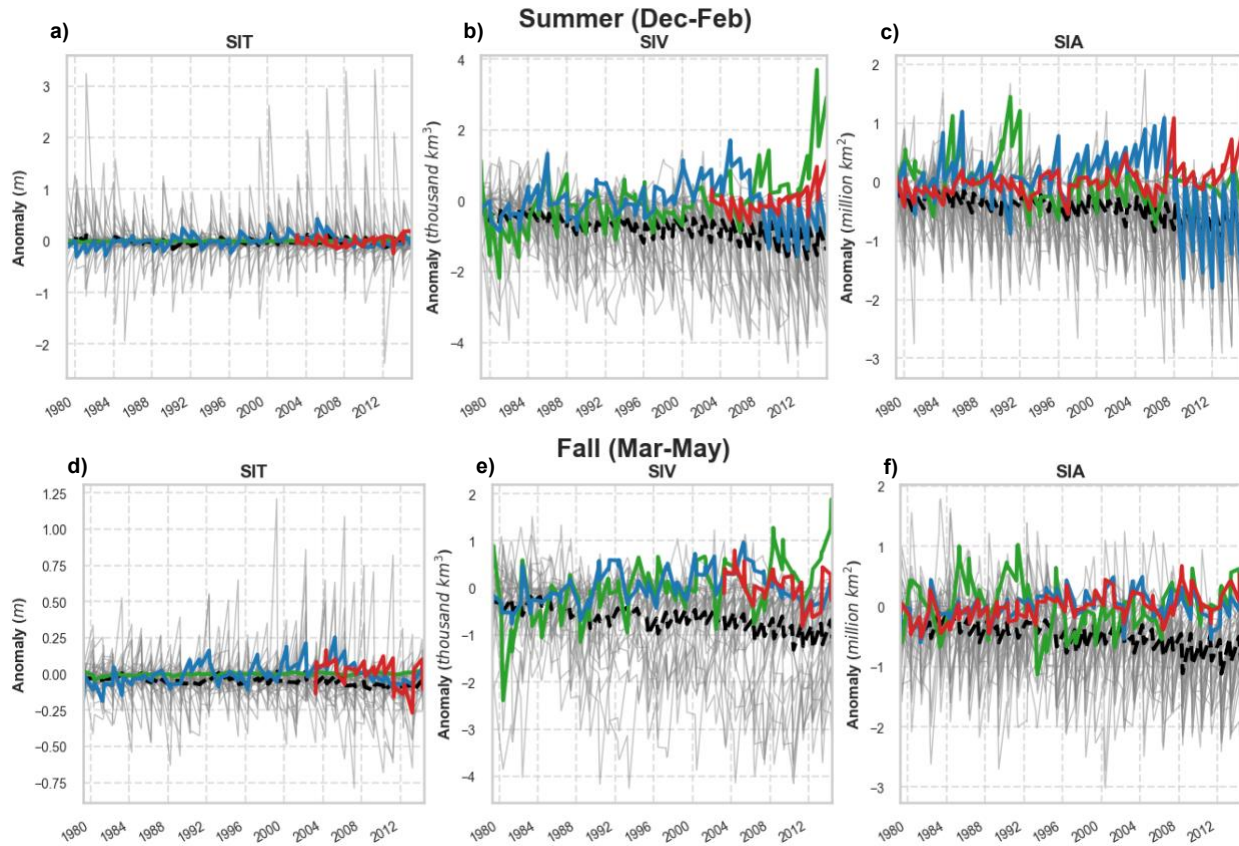 Summer (Dec-Feb)
a) SIT
b) SIV
c) SIA
Anomaly (m)
3
2
1
0
−1
−2
1980 1984 1988 1992 1996 2000 2004 2008 2012
Anomaly (thousand km³)
4
2
0
−2
−4
1980 1984 1988 1992 1996 2000 2004 2008 2012
Anomaly (million km²)
2
1
0
−1
−2
−3
1980 1984 1988 1992 1996 2000 2004 2008 2012
Fall (Mar-May)
d) SIT
e) SIV
f) SIA
Anomaly (m)
1.25
1.00
0.75
0.50
0.25
0.00
−0.25
−0.50
−0.75
1980 1984 1988 1992 1996 2000 2004 2008 2012
Anomaly (thousand km³)
2
1
0
−1
−2
−3
−4
1980 1984 1988 1992 1996 2000 2004 2008 2012
Anomaly (million km²)
2
1
0
−1
−2
−3
1980 1984 1988 1992 1996 2000 2004 2008 2012